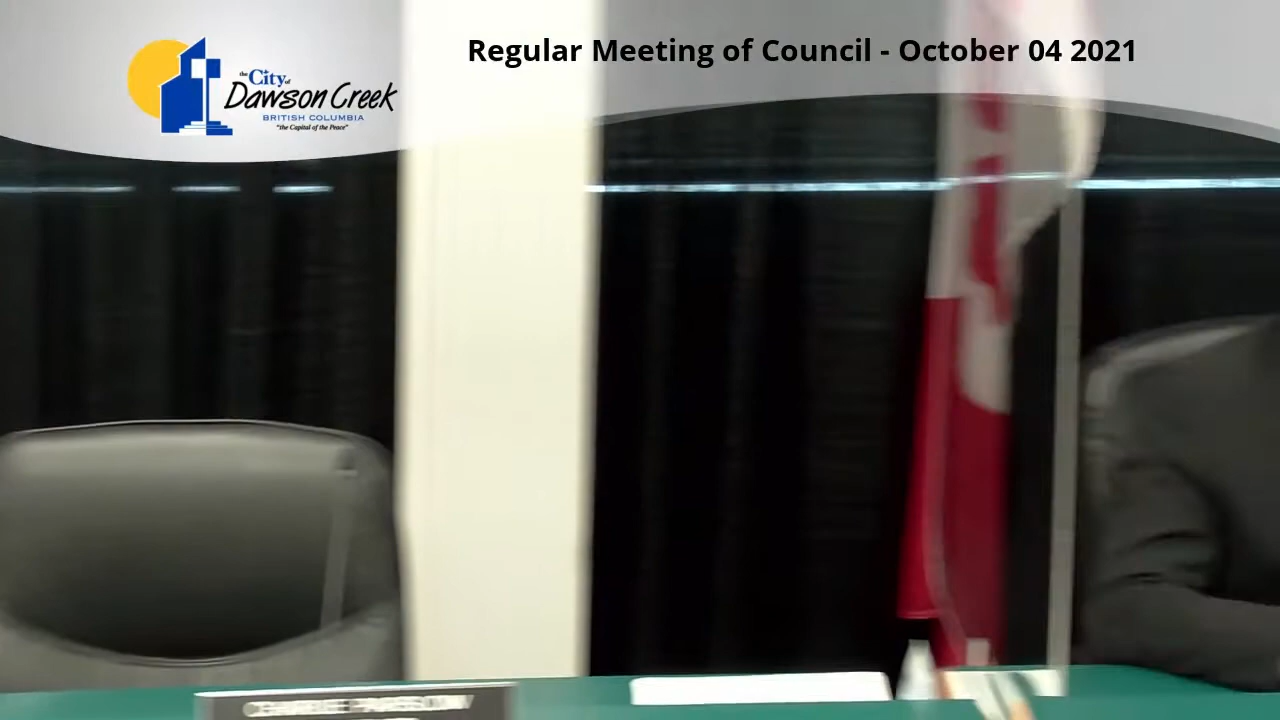 Regular Meeting of Council - October 04 2021
the City of
Dawson Creek
BRITISH COLUMBIA
"the Capital of the Peace"